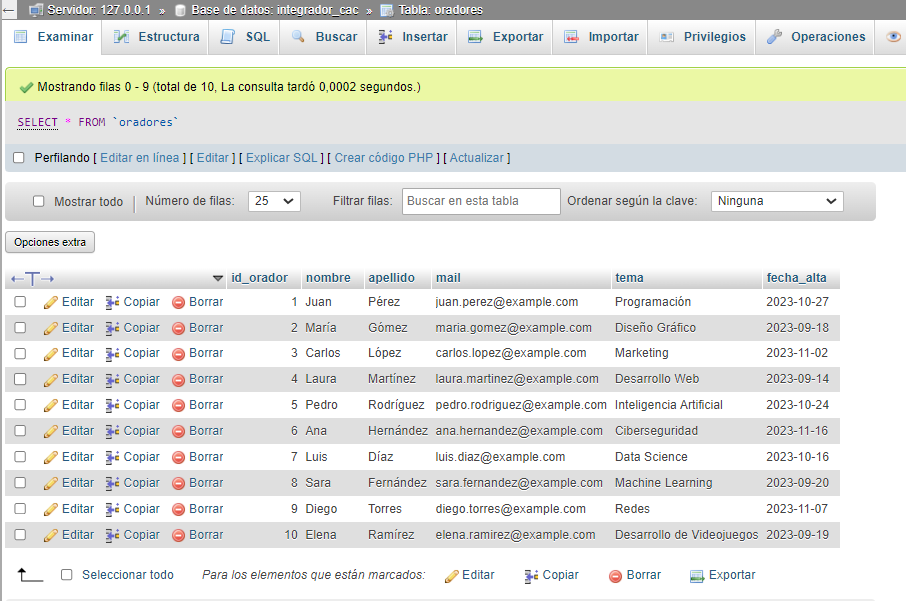 Servidor: 127.0.0.1 » Base de datos: integrador_cac » Tabla: oradores
Examinar Estructura SQL Buscar Insertar Exportar Importar Privilegios Operaciones
Mostrando filas 0 - 9 (total de 10, La consulta tardó 0,0002 segundos.)
SELECT * FROM `oradores`
Perfilando [ Editar en línea ] [ Editar ] [ Explicar SQL ] [ Crear código PHP ] [ Actualizar ]
Mostrar todo Número de filas: 25 Filtrar filas: Buscar en esta tabla Ordenar según la clave: Ninguna
Opciones extra
←T→ id_orador nombre apellido mail tema fecha_alta
Editar Copiar Borrar 1 Juan Pérez juan.perez@example.com Programación 2023-10-27
Editar Copiar Borrar 2 María Gómez maria.gomez@example.com Diseño Gráfico 2023-09-18
Editar Copiar Borrar 3 Carlos López carlos.lopez@example.com Marketing 2023-11-02
Editar Copiar Borrar 4 Laura Martínez laura.martinez@example.com Desarrollo Web 2023-09-14
Editar Copiar Borrar 5 Pedro Rodríguez pedro.rodriguez@example.com Inteligencia Artificial 2023-10-24
Editar Copiar Borrar 6 Ana Hernández ana.hernandez@example.com Ciberseguridad 2023-11-16
Editar Copiar Borrar 7 Luis Díaz luis.diaz@example.com Data Science 2023-10-16
Editar Copiar Borrar 8 Sara Fernández sara.fernandez@example.com Machine Learning 2023-09-20
Editar Copiar Borrar 9 Diego Torres diego.torres@example.com Redes 2023-11-07
Editar Copiar Borrar 10 Elena Ramírez elena.ramirez@example.com Desarrollo de Videojuegos 2023-09-19
Seleccionar todo Para los elementos que están marcados: Editar Copiar Borrar Exportar